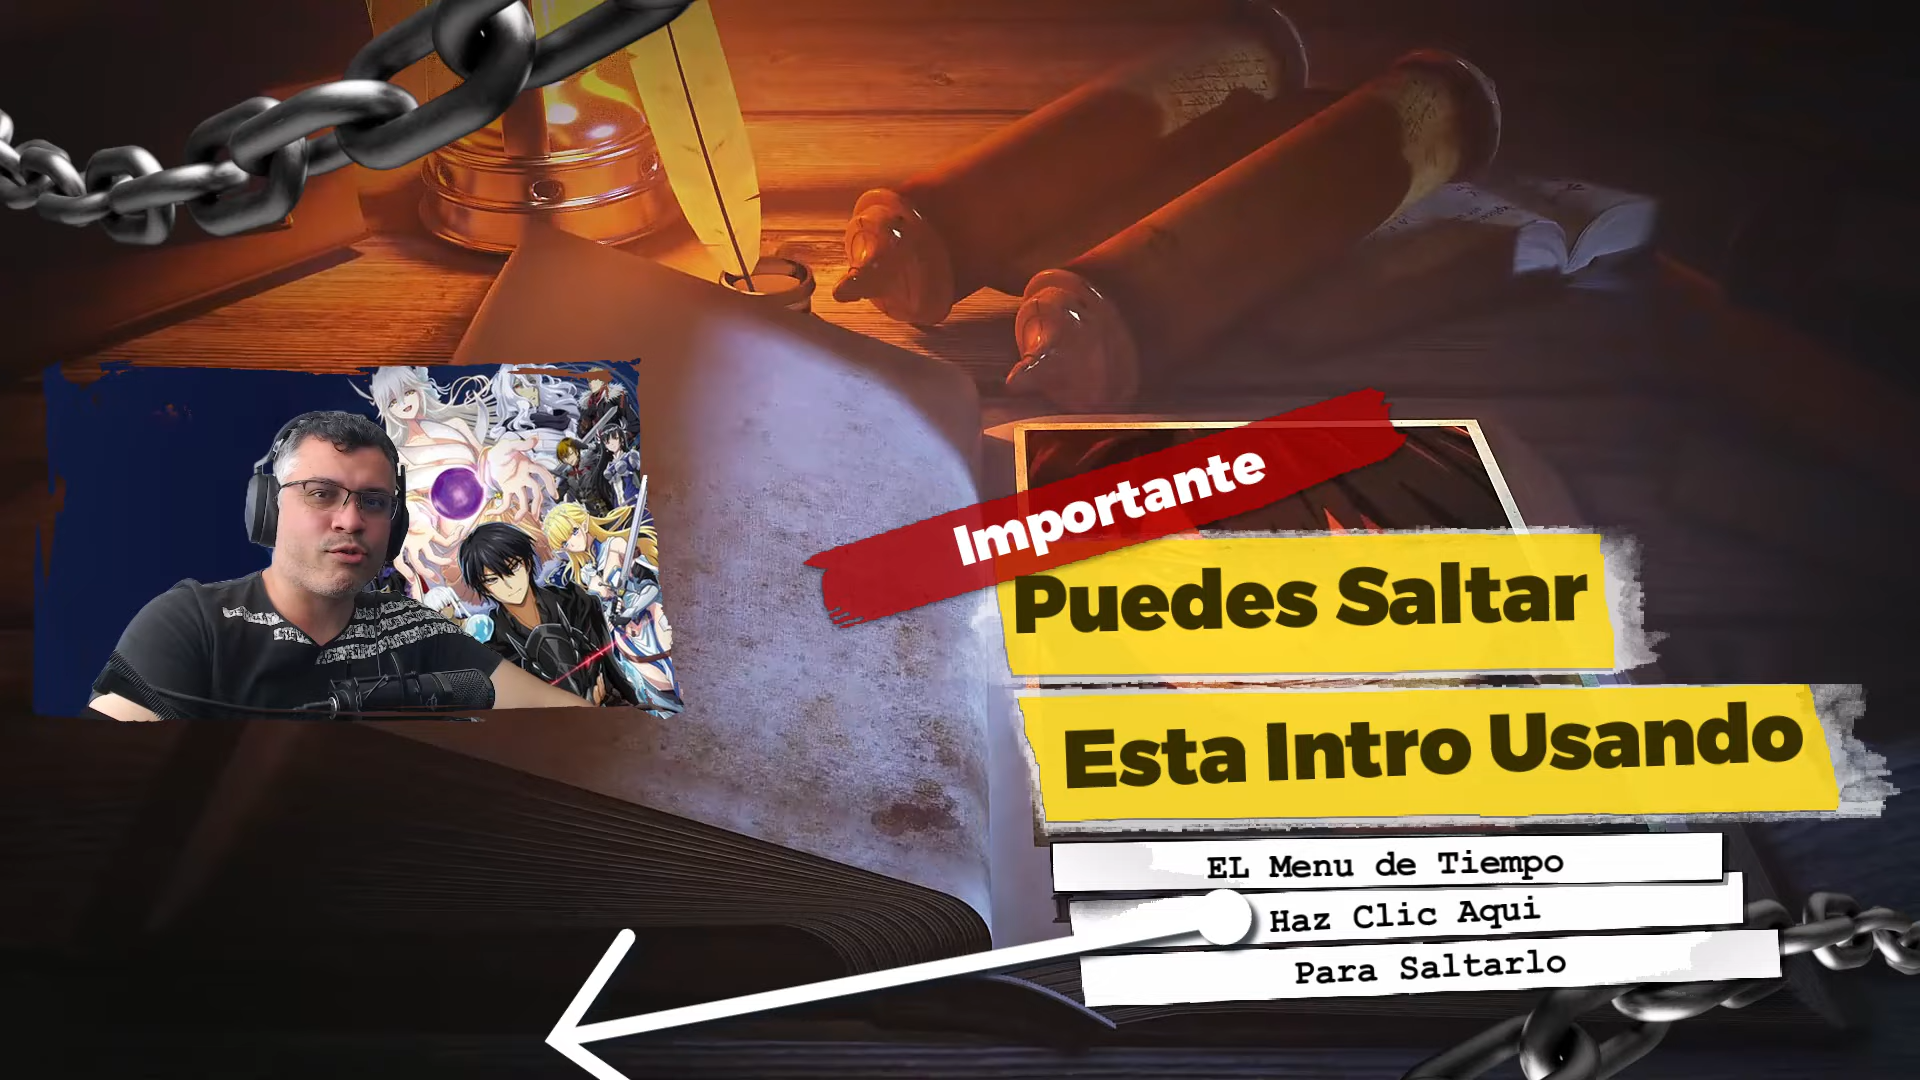 Importante
Puedes Saltar
Esta Intro Usando
EL Menu de Tiempo
Haz Clic Aqui
Para Saltarlo